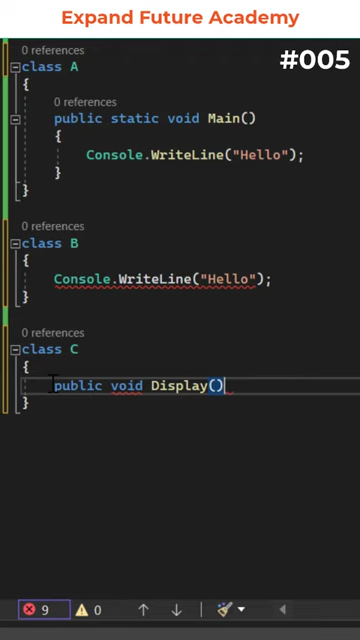 Expand Future Academy
#005
0 references
class A
{
0 references
public static void Main()
{
Console.WriteLine("Hello");
}
}
0 references
class B
{
Console.WriteLine("Hello");
}
0 references
class C
{
public void Display()
}
9 0